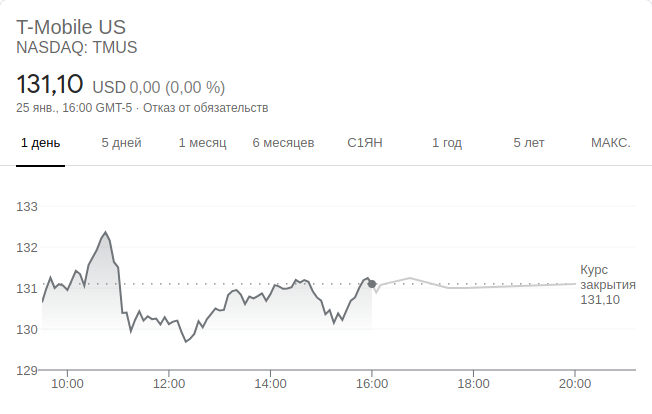 T-Mobile US
NASDAQ: TMUS
131,10 USD 0,00 (0,00 %)
25 янв., 16:00 GMT-5 · Отказ от обязательств
1 день 5 дней 1 месяц 6 месяцев С1ЯН 1 год 5 лет МАКС.
133
132
131
130
129
Курс
закрытия
131,10
10:00 12:00 14:00 16:00 18:00 20:00